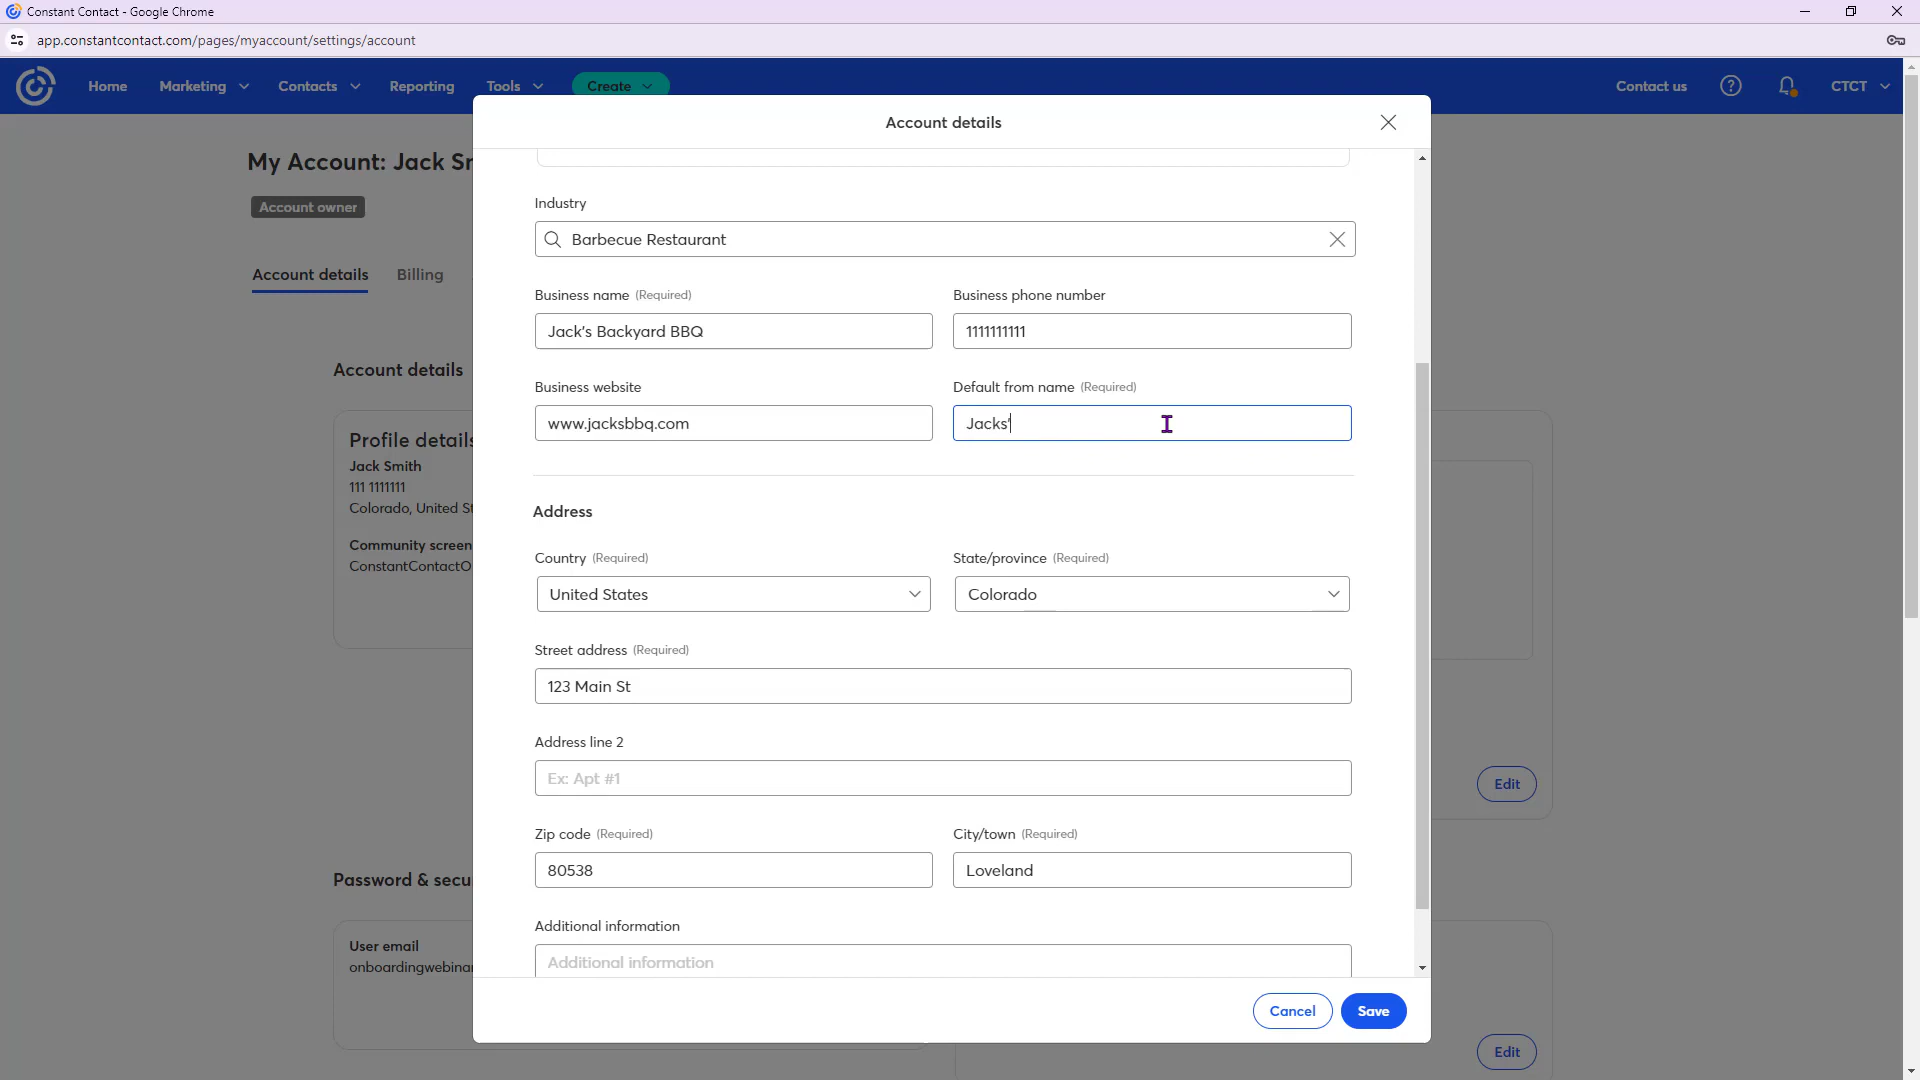 Constant Contact - Google Chrome
app.constantcontact.com/pages/myaccount/settings/account
Home Marketing Contacts Reporting Tools Create Contact us CTCT
Account details
My Account: Jack
Account owner
Account details Billing
Industry
Barbecue Restaurant
Business name (Required) Business phone number
Jack's Backyard BBQ 1111111111
Business website Default from name (Required)
www.jacksbbq.com Jacks'
Account details
Profile details
Jack Smith
111 1111111
Colorado, United
Community screen
Address
Country (Required) State/province (Required)
United States Colorado
Street address (Required)
123 Main St
Address line 2
Ex: Apt #1
Edit
Zip code (Required) City/town (Required)
80538 Loveland
Password &
Additional information
Additional information
User email
Cancel Save
Edit